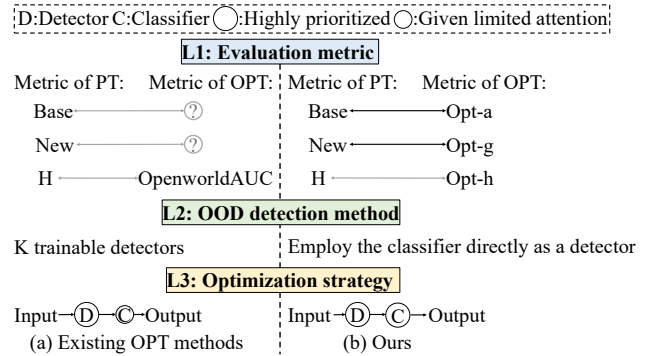 D:Detector C:Classifier ◯:Highly prioritized ○:Given limited attention
L1: Evaluation metric
Metric of PT: Metric of OPT: Metric of PT: Metric of OPT:
Base ? Base Opt-a
New ? New Opt-g
H OpenworldAUC H Opt-h
L2: OOD detection method
K trainable detectors Employ the classifier directly as a detector
L3: Optimization strategy
Input D C Output Input D C Output
(a) Existing OPT methods (b) Ours